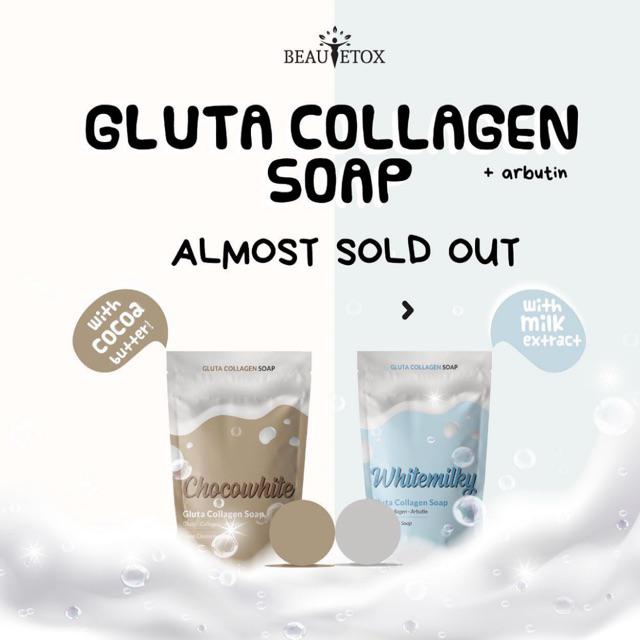 BEAUTETOX
GLUTA COLLAGEN
SOAP
+ arbutin
ALMOST SOLD OUT
>
with
cocoa
butter!
with
milk
extract
GLUTA COLLAGEN SOAP
Chocowhite
Gluta Collagen Soap
GLUTA COLLAGEN SOAP
Whitemilky
Gluta Collagen Soap